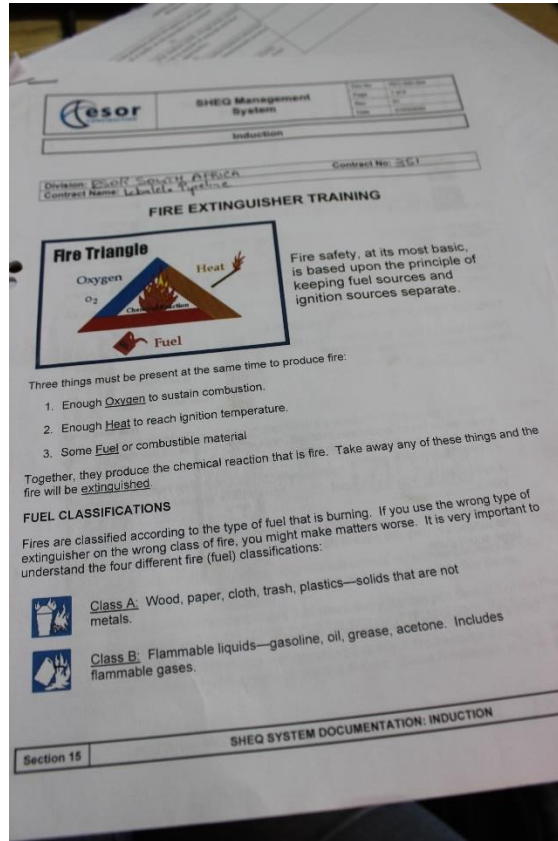 esor
SHEQ Management
System
Induction
Division: ESOR SOUTH AFRICA
Contract No: 351
Contract Name: Lebalelo Pipeline
FIRE EXTINGUISHER TRAINING
Fire Triangle
Oxygen
O2
Heat
Chemical Reaction
Fuel
Fire safety, at its most basic,
is based upon the principle of
keeping fuel sources and
ignition sources separate.
Three things must be present at the same time to produce fire:
1. Enough Oxygen to sustain combustion.
2. Enough Heat to reach ignition temperature.
3. Some Fuel or combustible material
Together, they produce the chemical reaction that is fire. Take away any of these things and the
fire will be extinguished.
FUEL CLASSIFICATIONS
Fires are classified according to the type of fuel that is burning. If you use the wrong type of
extinguisher on the wrong class of fire, you might make matters worse. It is very important to
understand the four different fire (fuel) classifications:
Class A: Wood, paper, cloth, trash, plastics—solids that are not
metals.
Class B: Flammable liquids—gasoline, oil, grease, acetone. Includes
flammable gases.
Section 15
SHEQ SYSTEM DOCUMENTATION: INDUCTION